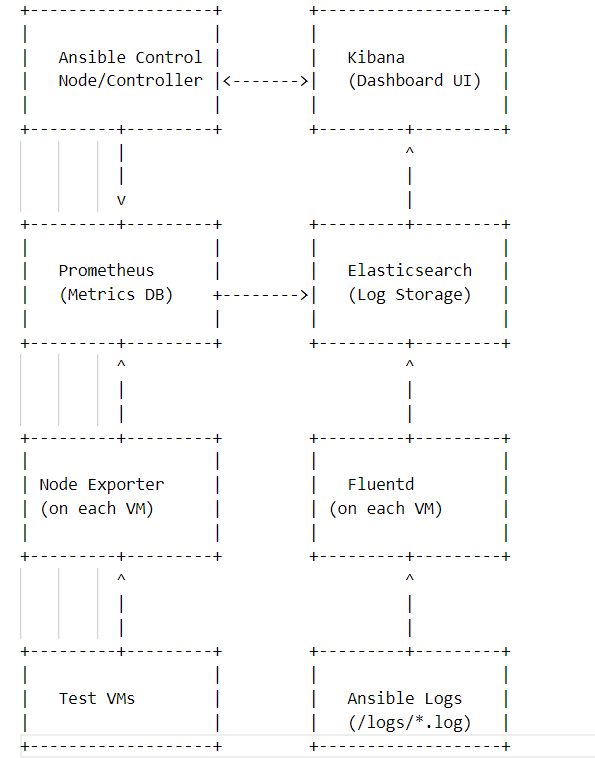 +-------------------+         +-------------------+
|                   |         |                   |
|   Ansible Control |         |   Kibana          |
|   Node/Controller |<------->|   (Dashboard UI)  |
|                   |         |                   |
+---------+---------+         +---------+---------+
          |                             ^
          |                             |
          v                             |
+---------+---------+         +---------+---------+
|                   |         |                   |
|   Prometheus      |         |   Elasticsearch   |
|   (Metrics DB)    +-------->|   (Log Storage)   |
|                   |         |                   |
+---------+---------+         +---------+---------+
          ^                             ^
          |                             |
          |                             |
+---------+---------+         +---------+---------+
|                   |         |                   |
| Node Exporter     |         |   Fluentd         |
| (on each VM)      |         | (on each VM)      |
|                   |         |                   |
+---------+---------+         +---------+---------+
          ^                             ^
          |                             |
          |                             |
+---------+---------+         +---------+---------+
|                   |         |                   |
|   Test VMs        |         |   Ansible Logs    |
|                   |         |   (/logs/*.log)   |
+-------------------+         +-------------------+